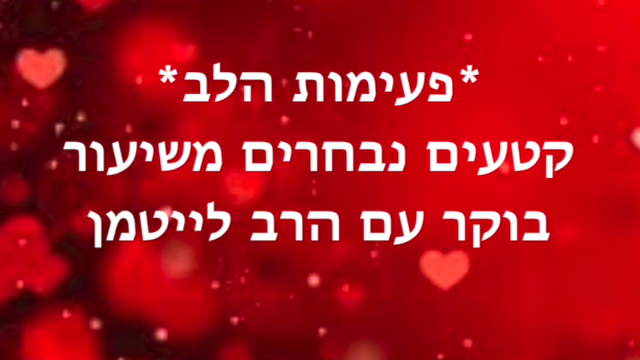 *פעימות הלב*
קטעים נבחרים משיעור
בוקר עם הרב לייטמן